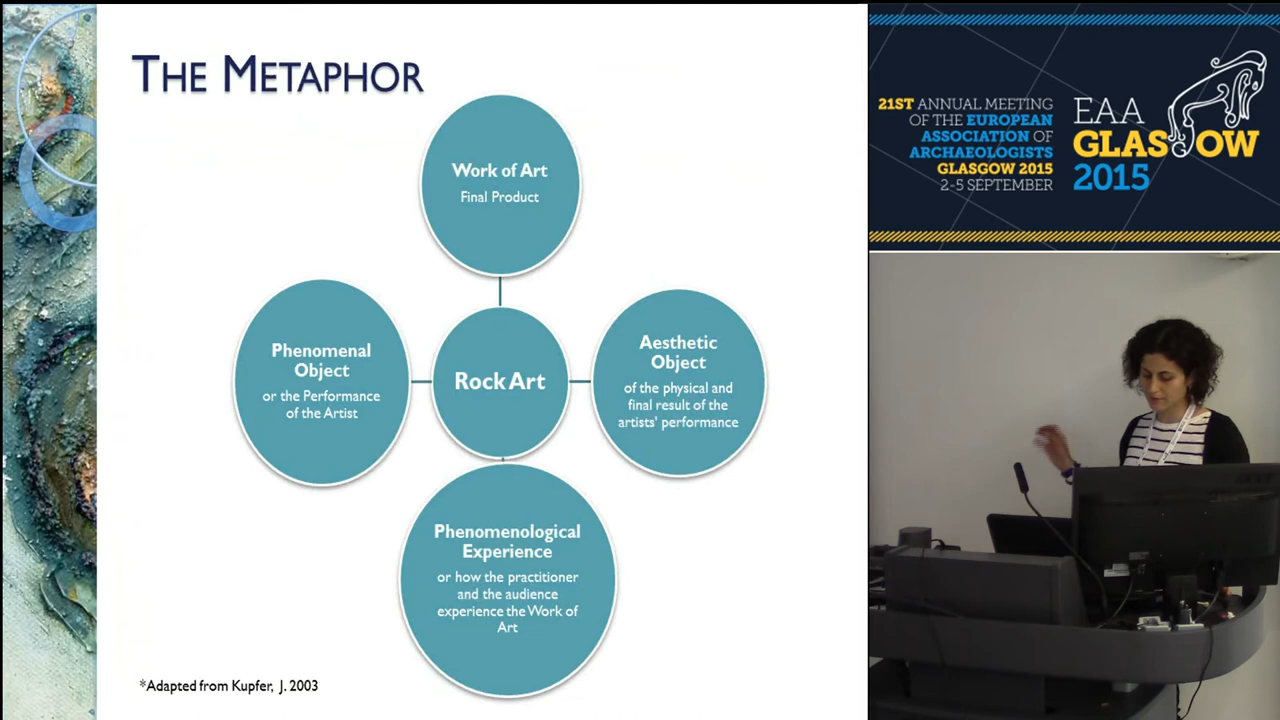 THE METAPHOR
Work of Art
Final Product
Phenomenal
Object
or the Performance
of the Artist
Rock Art
Aesthetic
Object
of the physical and
final result of the
artists' performance
Phenomenological
Experience
or how the practitioner
and the audience
experience the Work of
Art
*Adapted from Kupfer, J. 2003
21ST ANNUAL MEETING
OF THE EUROPEAN
ASSOCIATION OF
ARCHAEOLOGISTS
GLASGOW 2015
2-5 SEPTEMBER
EAA
GLASGOW
2015